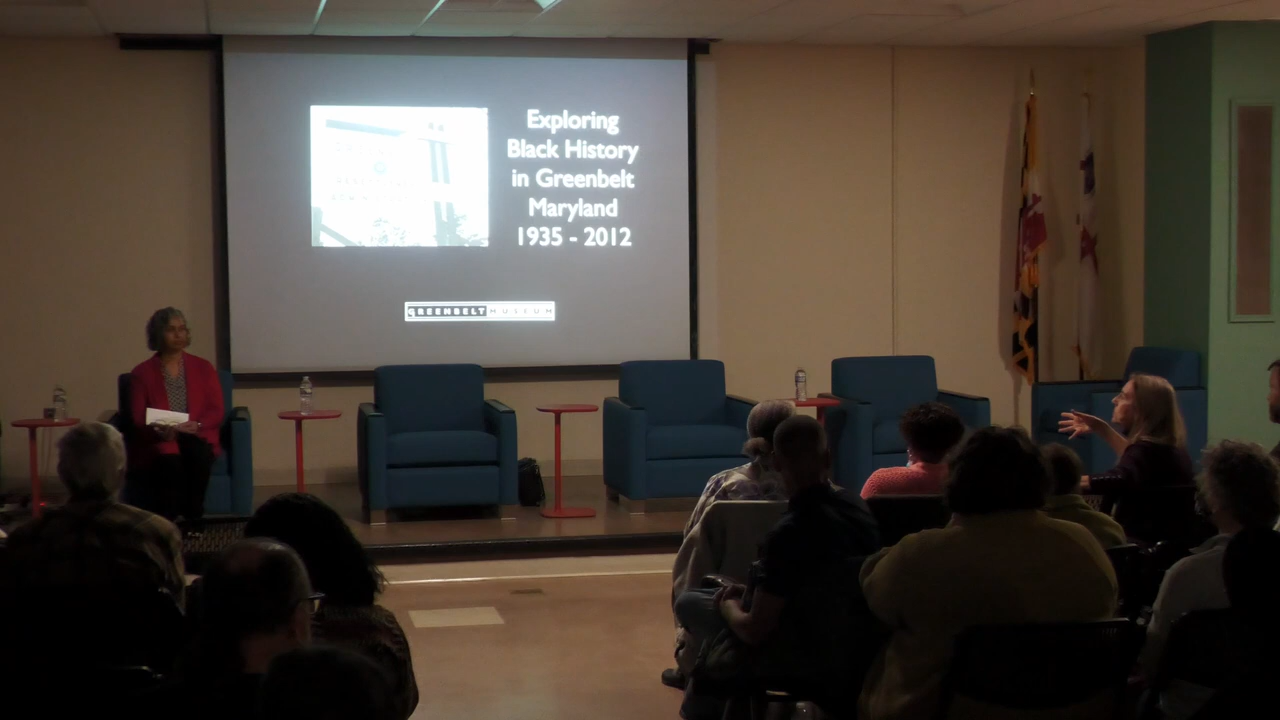 Exploring
Black History
in Greenbelt
Maryland
1935 - 2012
GREENBELT MUSEUM